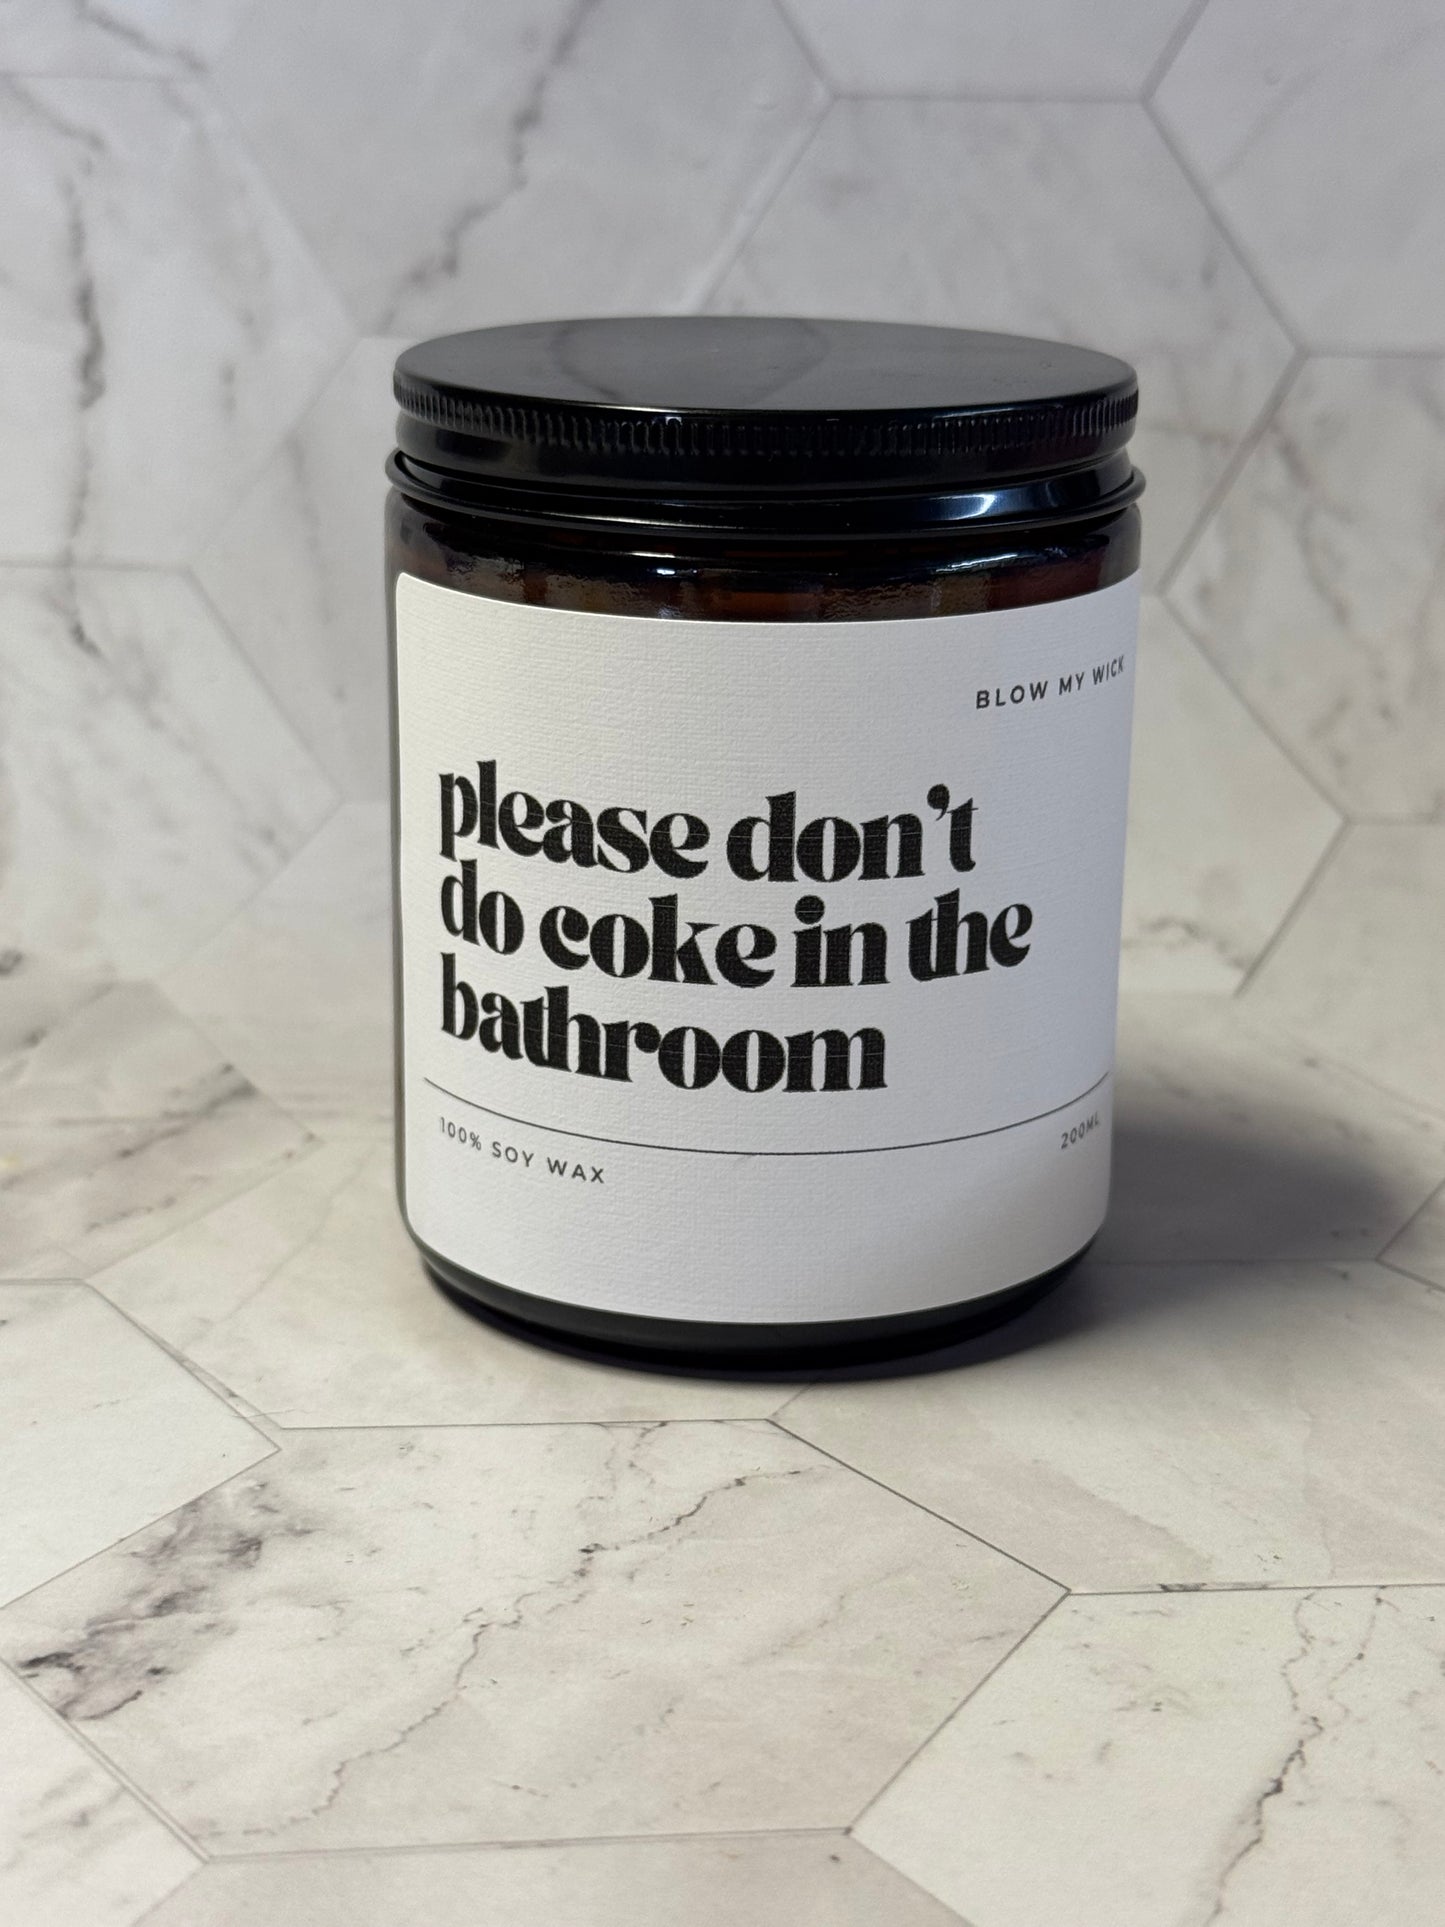 BLOW MY WICK
please don't
do coke in the
bathroom
100% SOY WAX
200ML